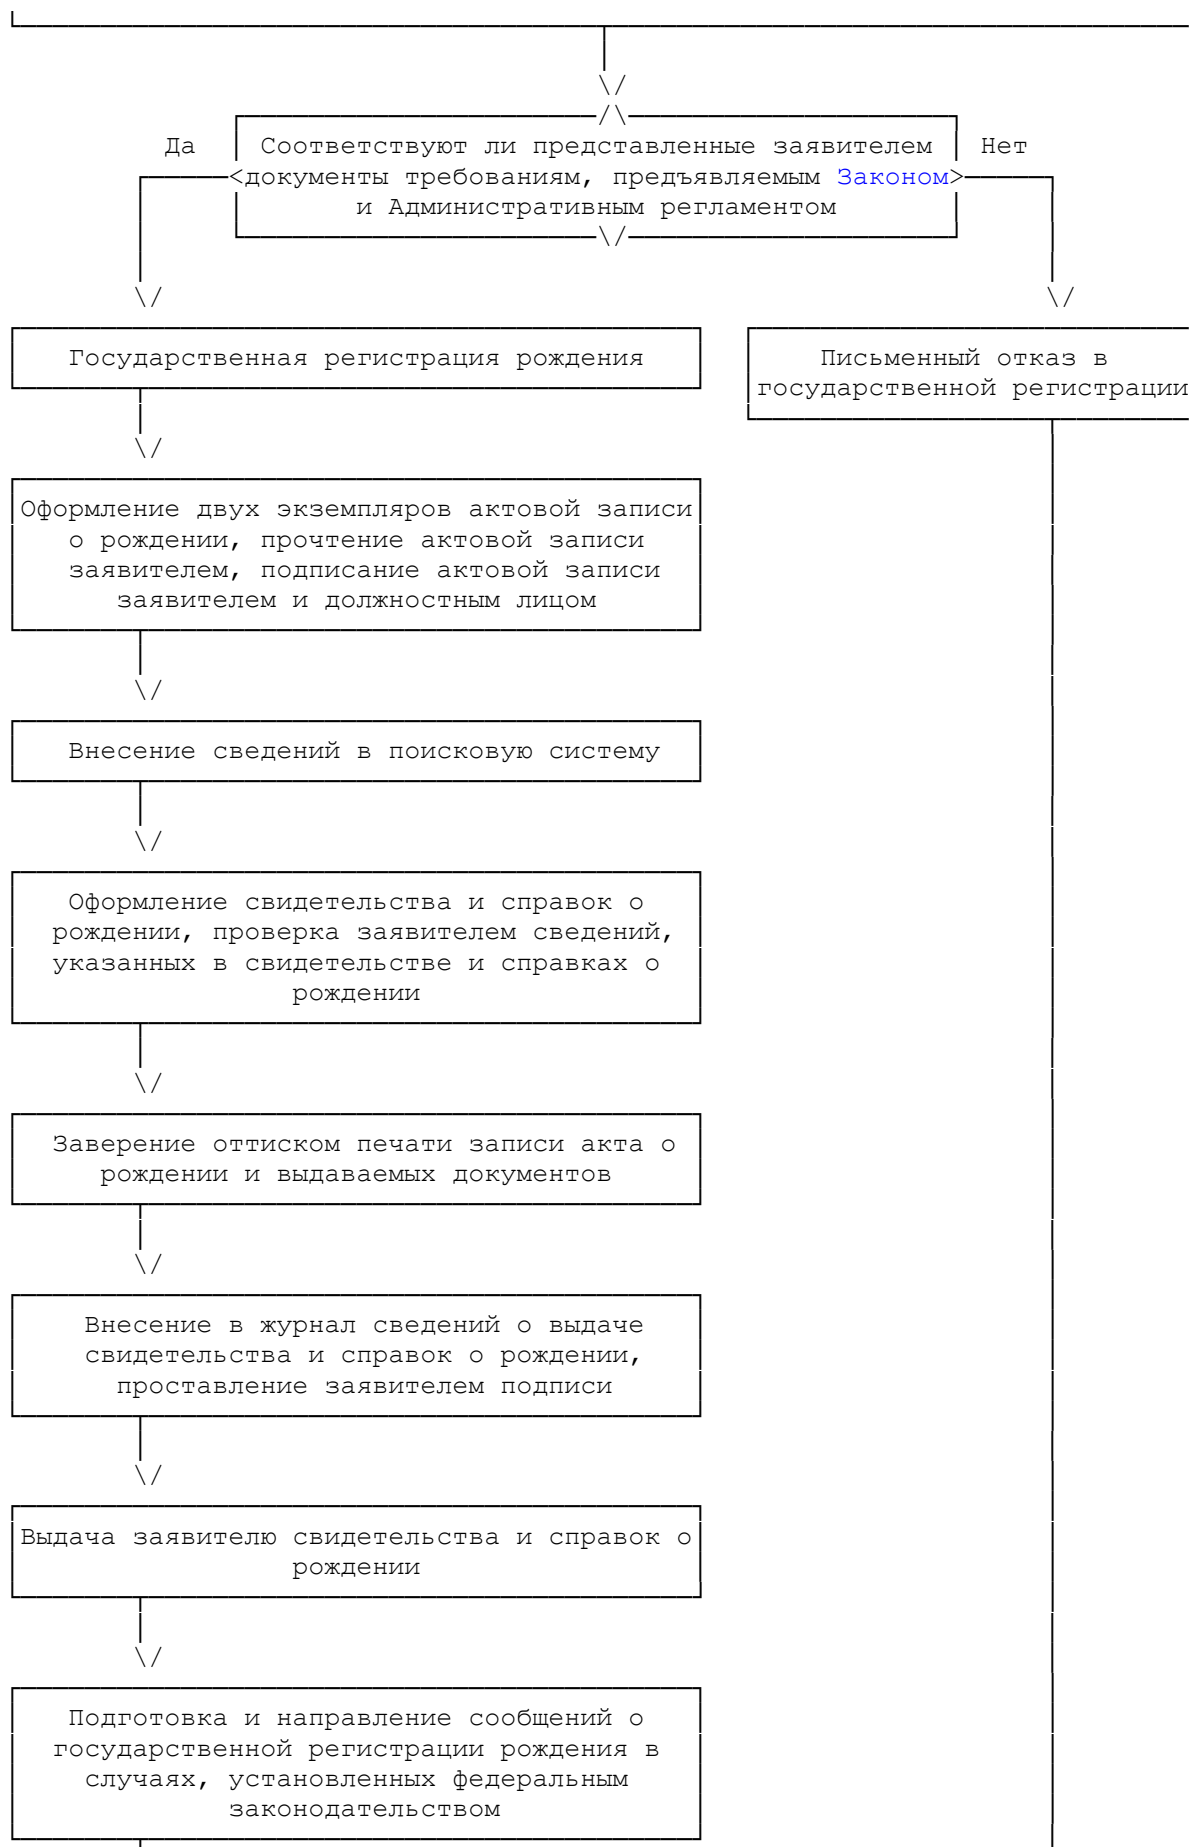 Да Соответствуют ли представленные заявителем Нет
<документы требованиям, предъявляемым Законом>
и Административным регламентом
Государственная регистрация рождения
Письменный отказ в
государственной регистрации
Оформление двух экземпляров актовой записи
о рождении, прочтение актовой записи
заявителем, подписание актовой записи
заявителем и должностным лицом
Внесение сведений в поисковую систему
Оформление свидетельства и справок о
рождении, проверка заявителем сведений,
указанных в свидетельстве и справках о
рождении
Заверение оттиском печати записи акта о
рождении и выдаваемых документов
Внесение в журнал сведений о выдаче
свидетельства и справок о рождении,
проставление заявителем подписи
Выдача заявителю свидетельства и справок о
рождении
Подготовка и направление сообщений о
государственной регистрации рождения в
случаях, установленных федеральным
законодательством